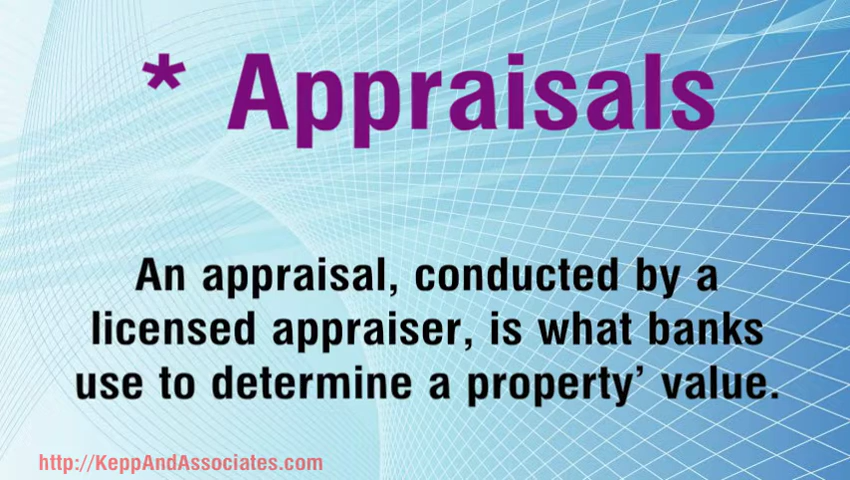 * Appraisals
An appraisal, conducted by a
licensed appraiser, is what banks
use to determine a property’ value.
http://KeppAndAssociates.com